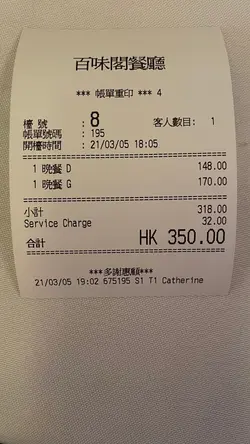 百味閣餐廳
*** 帳單重印 *** 4
檯 號 : 8 客人數目: 1
帳單號碼 : 195
開檯時間 : 21/03/05 18:05
1 晚餐 D 148.00
1 晚餐 G 170.00
小計 318.00
Service Charge 32.00
合計 HK 350.00
***多謝惠顧***
21/03/05 19:02 675195 S1 T1 Catherine